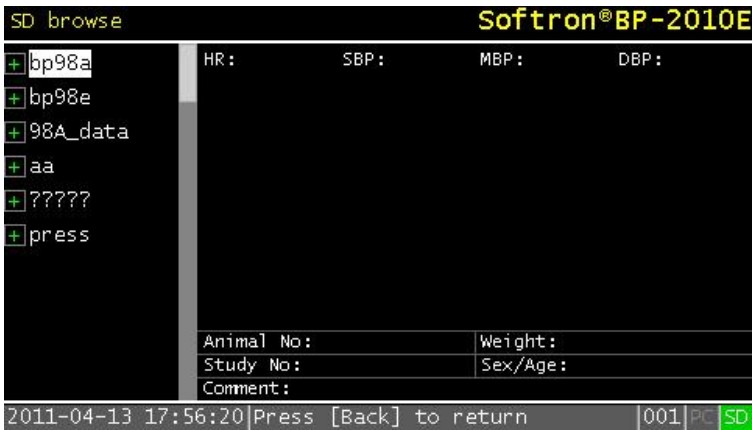 SD browse
Softron®BP-2010E
bp98a
bp98e
98A_data
aa
?????
press
HR: SBP: MBP: DBP:
Animal No: Weight:
Study No: Sex/Age:
Comment:
2011-04-13 17:56:20 Press [Back] to return 001 PC SD